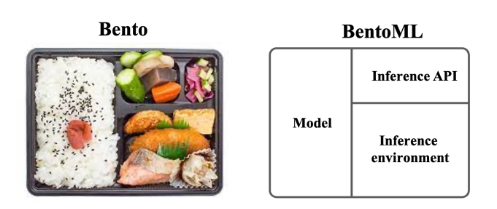 Bento
BentoML
Model
Inference API
Inference
environment